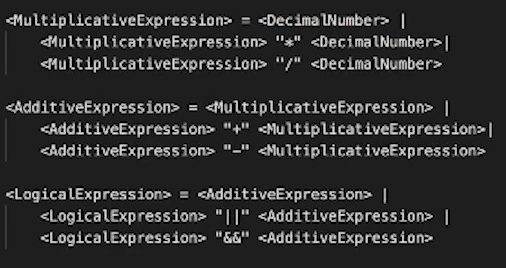 <MultiplicativeExpression> = <DecimalNumber> |
<MultiplicativeExpression> "*" <DecimalNumber>|
<MultiplicativeExpression> "/" <DecimalNumber>
<AdditiveExpression> = <MultiplicativeExpression> |
<AdditiveExpression> "+" <MultiplicativeExpression>|
<AdditiveExpression> "-" <MultiplicativeExpression>
<LogicalExpression> = <AdditiveExpression> |
<LogicalExpression> "||" <AdditiveExpression> |
<LogicalExpression> "&&" <AdditiveExpression>